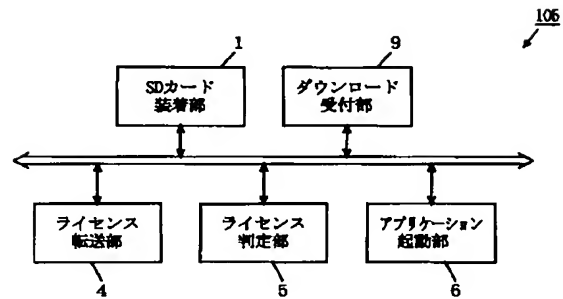 105
1
9
SDカード
装着部
ダウンロード
受付部
ライセンス
転送部
ライセンス
判定部
アプリケーション
起動部
4
5
6